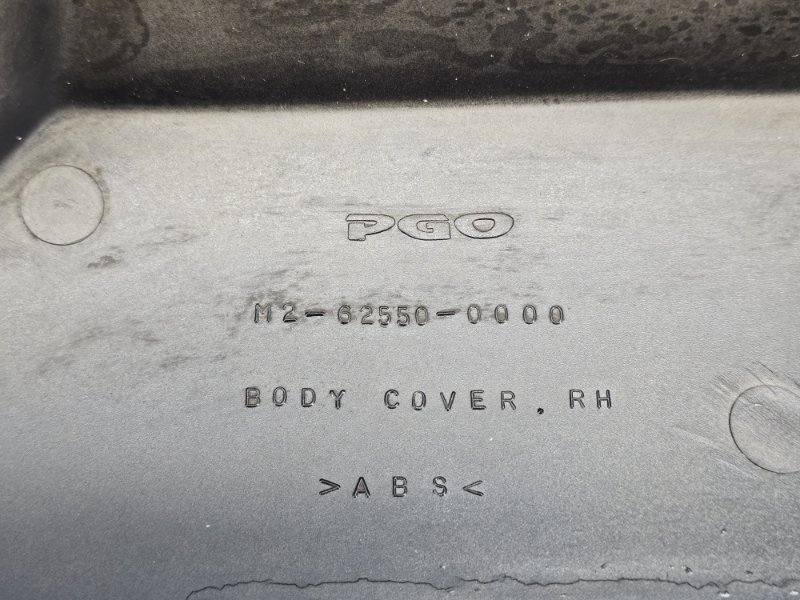 PGO
M2-62550-0000
BODY COVER. RH
>ABS<